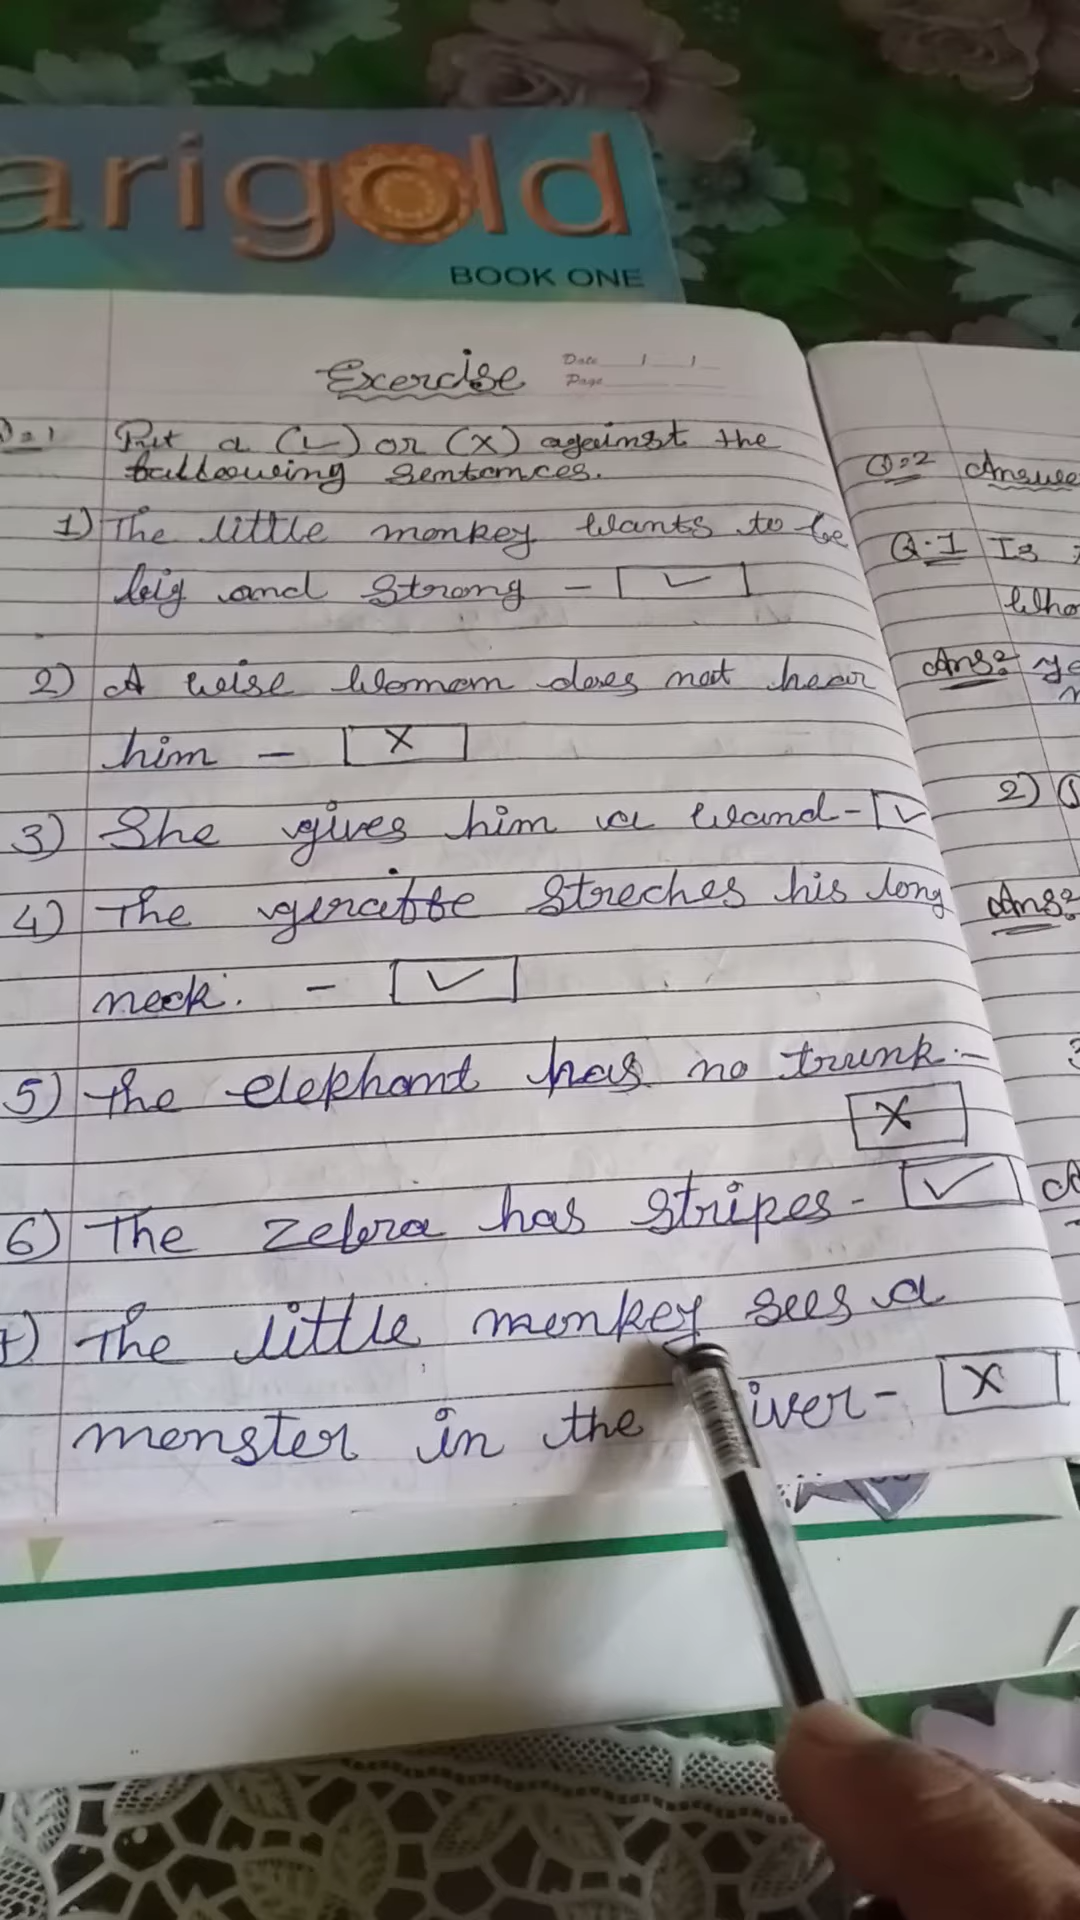 arigold
BOOK ONE
Exercise
Date
Page
Q=1 Put a (✓) or (X) against the
following sentences.
1) The little monkey wants to be
big and strong - ✓
2) A wise woman does not hear
him - X
3) She gives him a wand - ✓
4) The giraffe streches his long
neck. - ✓
5) The elephant has no trunk. -
X
6) The zebra has stripes - ✓
7) The little monkey sees a
monster in the iver - X
Q=2 Answe
Q.1 Is
Who
Ans:
2)
Ans: